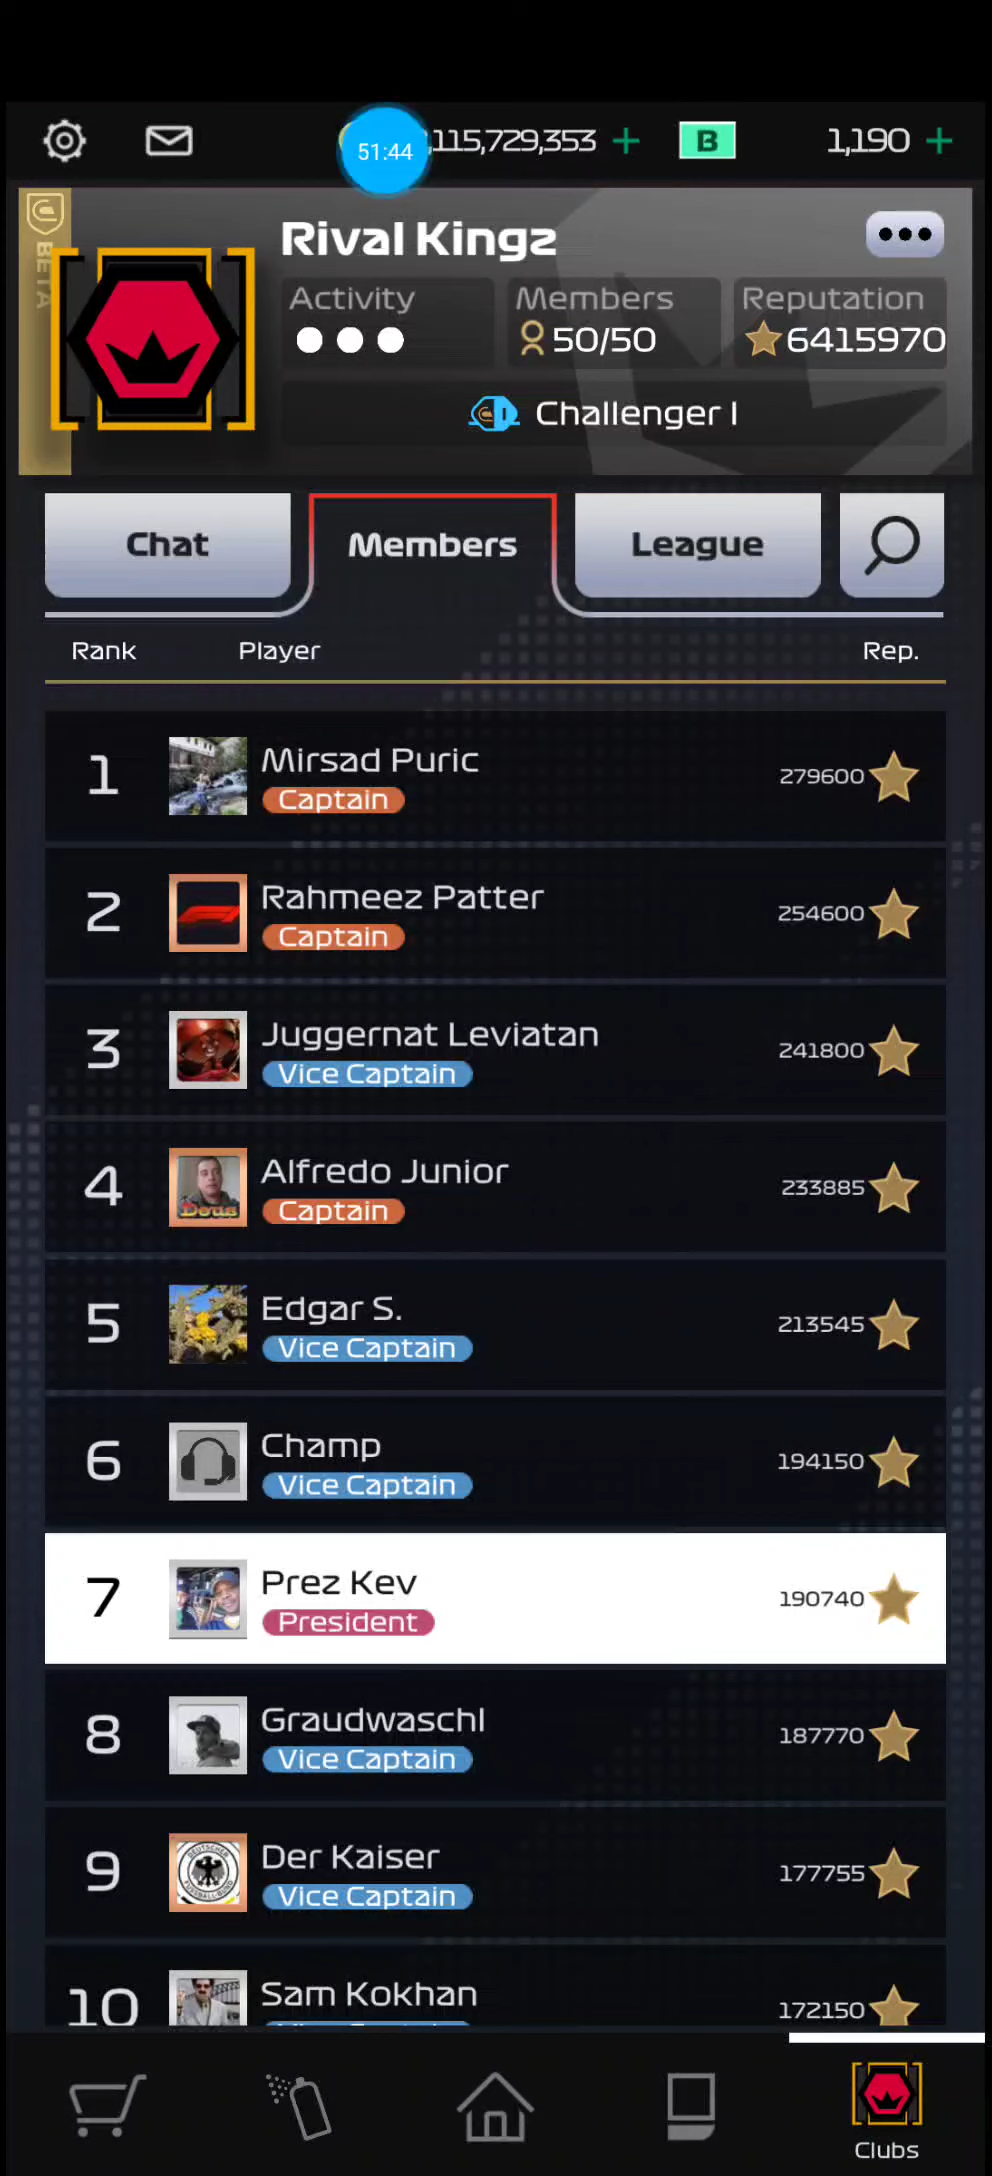 51:44
,115,729,353 + B 1,190 +
BETA
Rival Kingz
Activity Members Reputation
50/50 6415970
Challenger I
Chat Members League
Rank Player Rep.
1 Mirsad Puric 279600
Captain
2 Rahmeez Patter 254600
Captain
3 Juggernat Leviatan 241800
Vice Captain
4 Alfredo Junior 233885
Captain
5 Edgar S. 213545
Vice Captain
6 Champ 194150
Vice Captain
7 Prez Kev 190740
President
8 Graudwaschl 187770
Vice Captain
9 Der Kaiser 177755
Vice Captain
10 Sam Kokhan 172150
Clubs